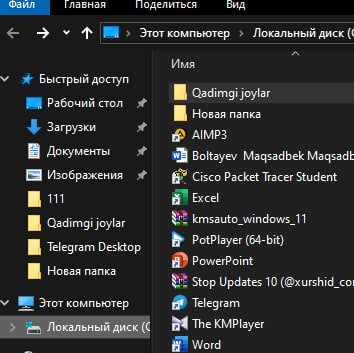 Файл Главная Поделиться Вид
Этот компьютер Локальный диск (
Имя
Быстрый доступ
Рабочий стол
Загрузки
Документы
Изображения
111
Qadimgi joylar
Telegram Desktop
Новая папка
Этот компьютер
Локальный диск (C
Qadimgi joylar
Новая папка
AIMP3
Boltayev Maqsadbek Maqsad
Cisco Packet Tracer Student
Excel
kmsauto_windows_11
PotPlayer (64-bit)
PowerPoint
Stop Updates 10 (@xurshid_cor
Telegram
The KMPlayer
Word